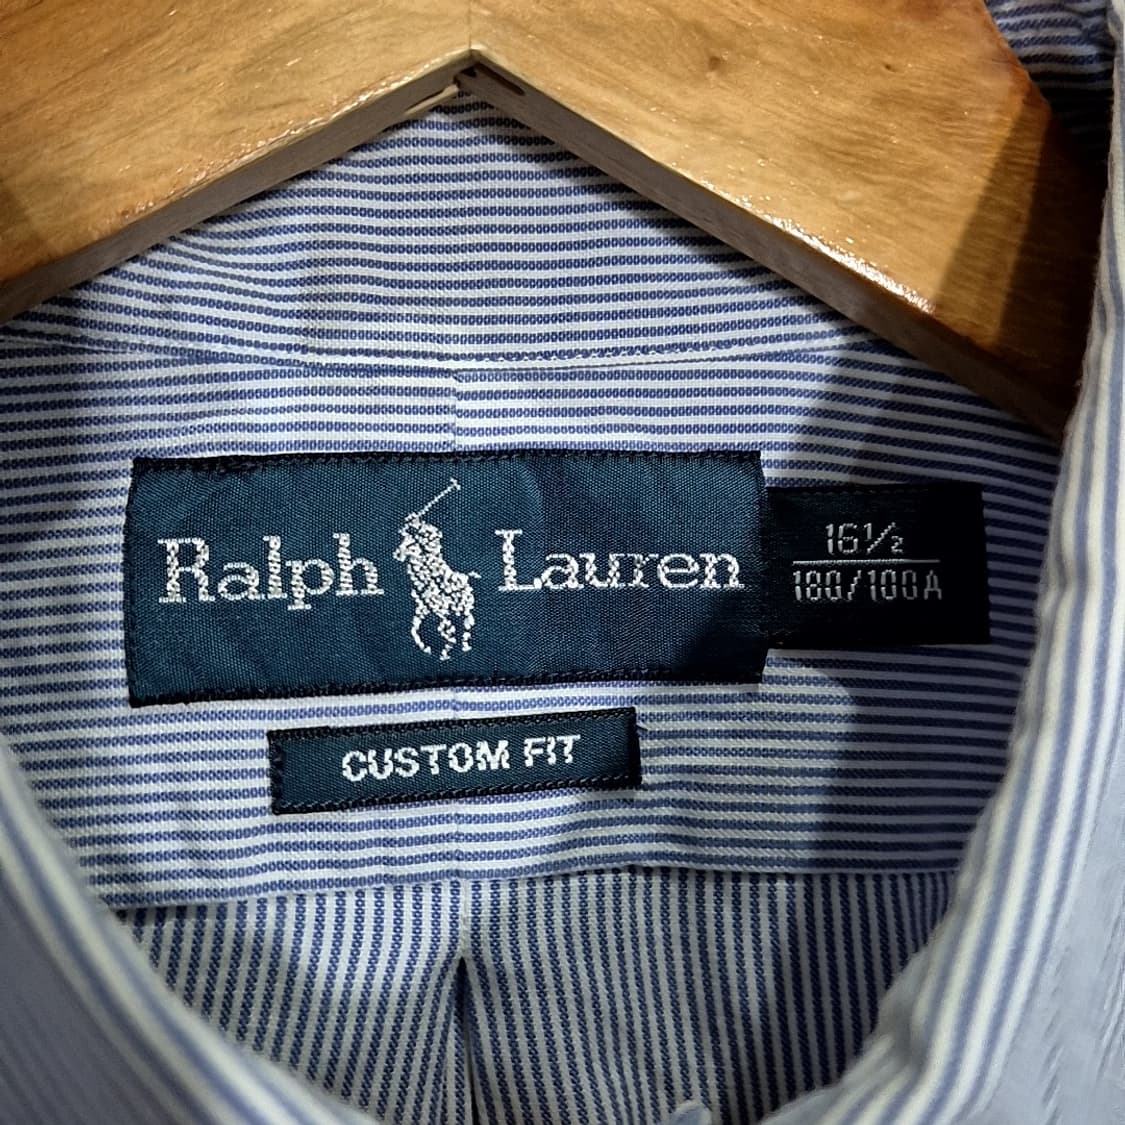 Ralph Lauren
16½
180/100A
CUSTOM FIT